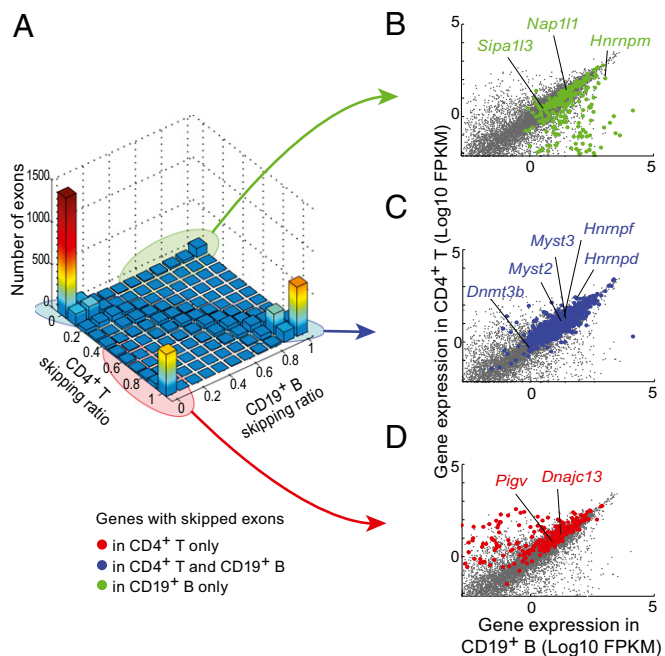 A
Number of exons
1500
1000
500
0
0
0.2
0.4
0.6
0.8
1
CD4+ T
skipping ratio
0
0.2
0.4
0.6
0.8
1
CD19+ B
skipping ratio
Genes with skipped exons
in CD4+ T only
in CD4+ T and CD19+ B
in CD19+ B only
Gene expression in CD4+ T (Log10 FPKM)
B
5
0
Nap1l1
Sipa1l3
Hnrnpm
0
5
C
5
0
Myst3
Hnrnpf
Myst2
Hnrnpd
Dnmt3b
0
5
D
5
0
Pigv
Dnajc13
0
5
Gene expression in
CD19+ B (Log10 FPKM)